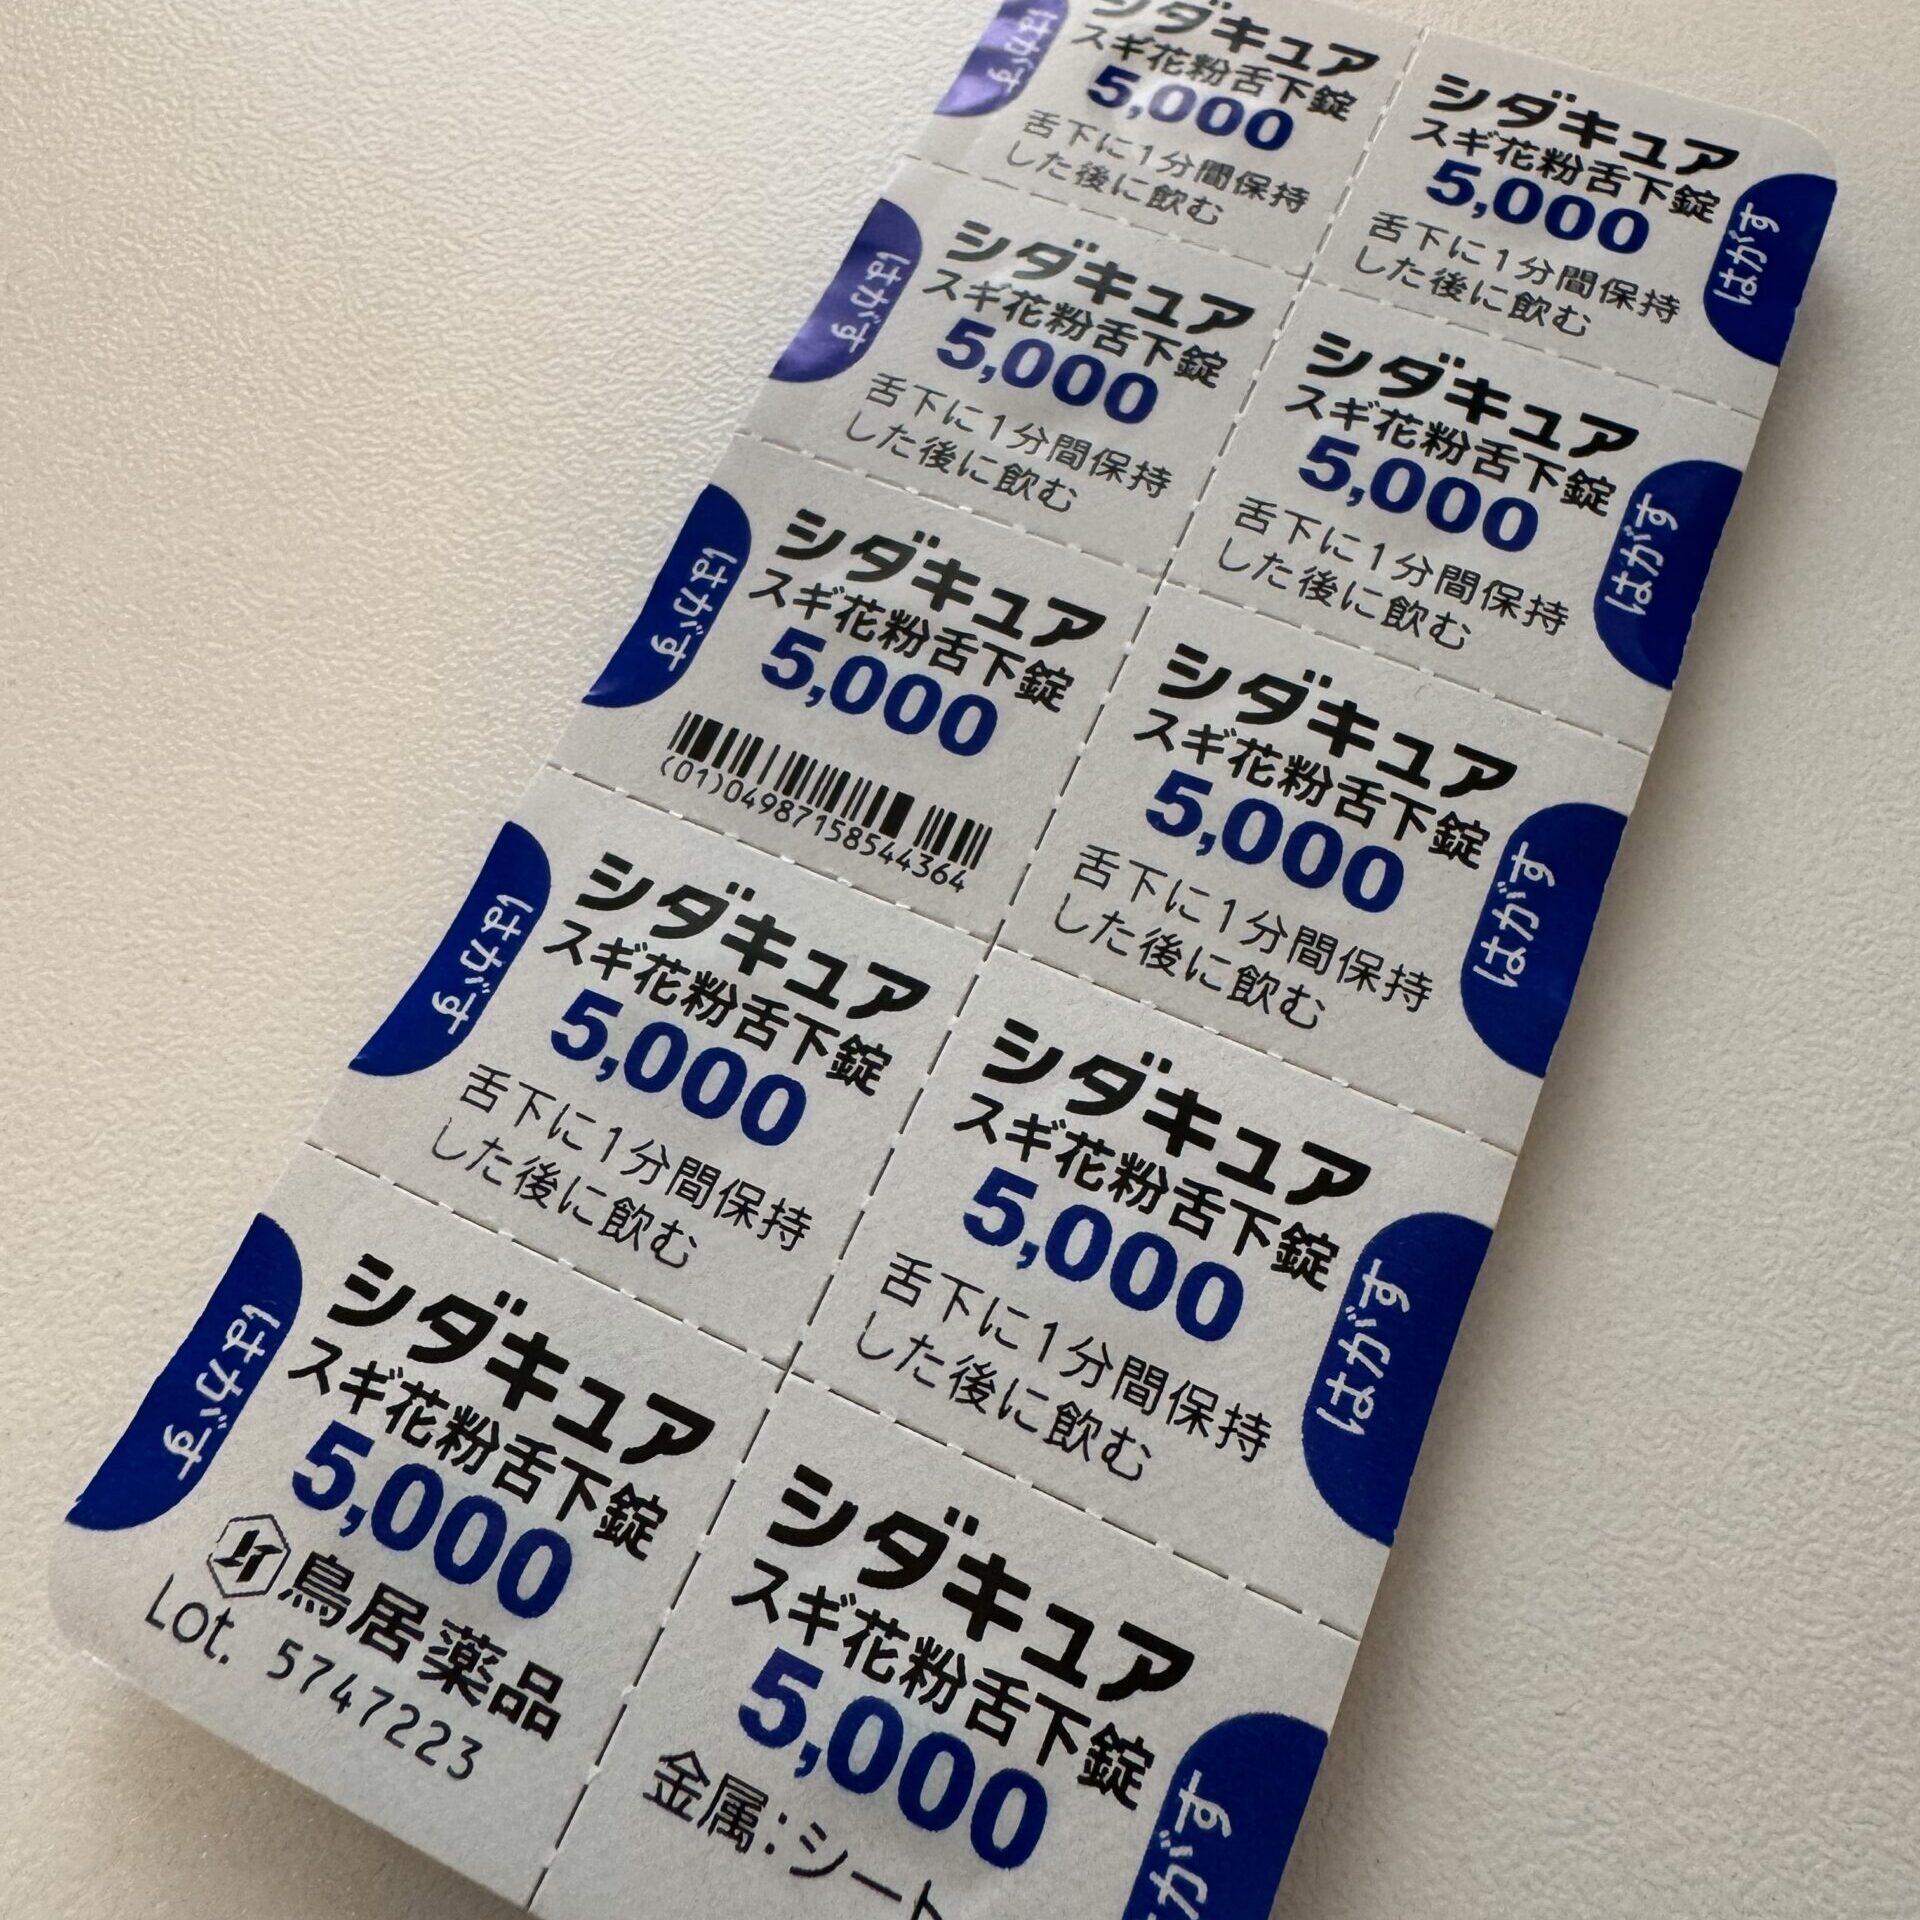 シダキュア
スギ花粉舌下錠
5,000
舌下に1分間保持
した後に飲む
はがす
シダキュア
スギ花粉舌下錠
5,000
舌下に1分間保持
した後に飲む
はがす
シダキュア
スギ花粉舌下錠
5,000
舌下に1分間保持
した後に飲む
はがす
シダキュア
スギ花粉舌下錠
5,000
舌下に1分間保持
した後に飲む
はがす
シダキュア
スギ花粉舌下錠
5,000
(01)04987158544364
はがす
シダキュア
スギ花粉舌下錠
5,000
舌下に1分間保持
した後に飲む
はがす
シダキュア
スギ花粉舌下錠
5,000
舌下に1分間保持
した後に飲む
はがす
シダキュア
スギ花粉舌下錠
5,000
舌下に1分間保持
した後に飲む
はがす
シダキュア
スギ花粉舌下錠
5,000
鳥居薬品
Lot. 5747223
はがす
シダキュア
スギ花粉舌下錠
5,000
金属:シート
はがす